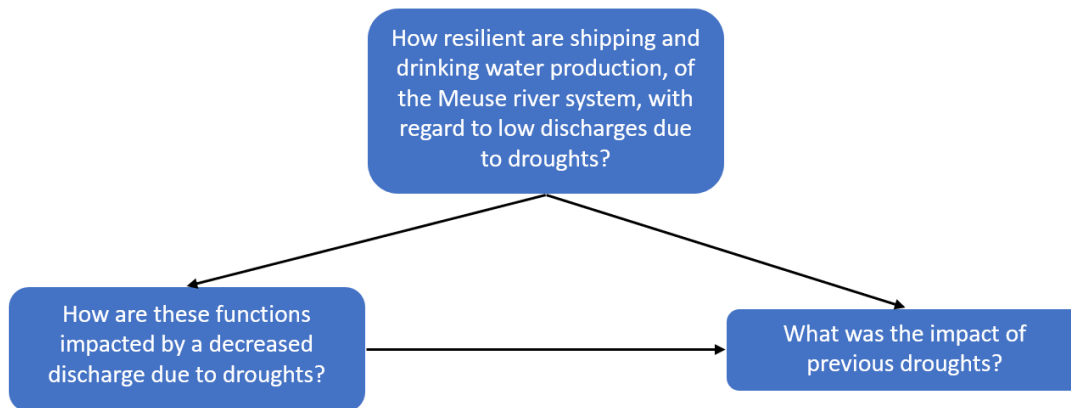 How resilient are shipping and
drinking water production, of
the Meuse river system, with
regard to low discharges due
to droughts?
How are these functions
impacted by a decreased
discharge due to droughts?
What was the impact of
previous droughts?